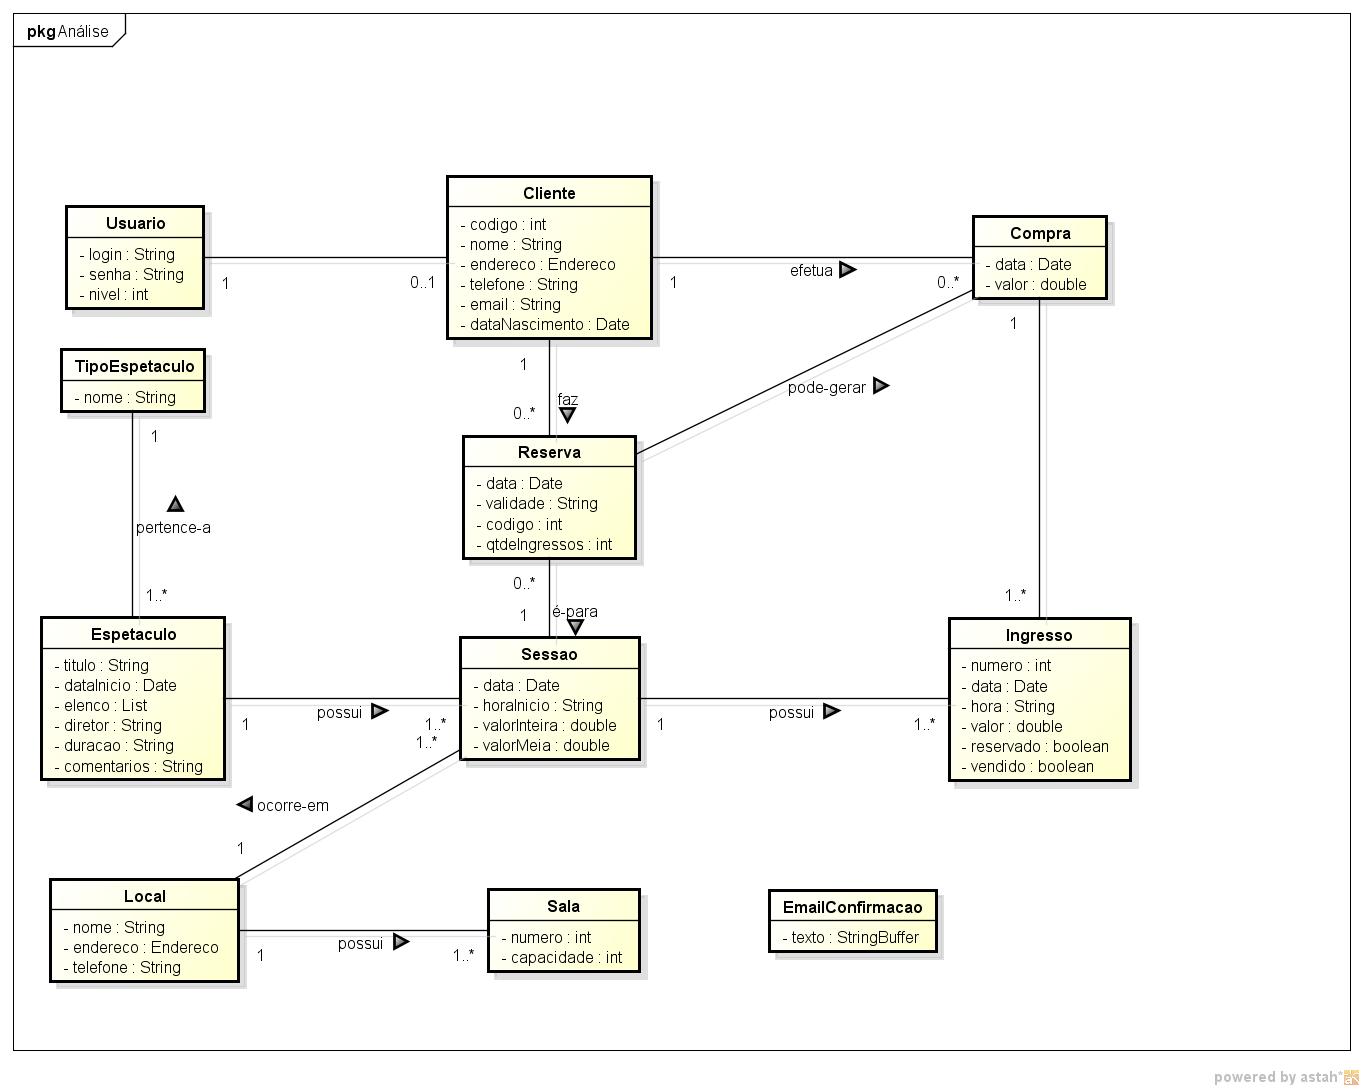 pkg Análise
Usuario
- login : String
- senha : String
- nivel : int
1
0..1
Cliente
- codigo : int
- nome : String
- endereco : Endereco
- telefone : String
- email : String
- dataNascimento : Date
1
efetua
0..*
Compra
- data : Date
- valor : double
1
1
faz
0..*
pode-gerar
TipoEspetaculo
- nome : String
1
pertence-a
1..*
Reserva
- data : Date
- validade : String
- codigo : int
- qtdeIngressos : int
0..*
é-para
1
1..*
Espetaculo
- titulo : String
- dataInicio : Date
- elenco : List
- diretor : String
- duracao : String
- comentarios : String
1
possui
1..*
Sessao
- data : Date
- horaInicio : String
- valorInteira : double
- valorMeia : double
1
possui
1..*
Ingresso
- numero : int
- data : Date
- hora : String
- valor : double
- reservado : boolean
- vendido : boolean
1..*
ocorre-em
1
Local
- nome : String
- endereco : Endereco
- telefone : String
1
possui
1..*
Sala
- numero : int
- capacidade : int
EmailConfirmacao
- texto : StringBuffer
powered by astah*